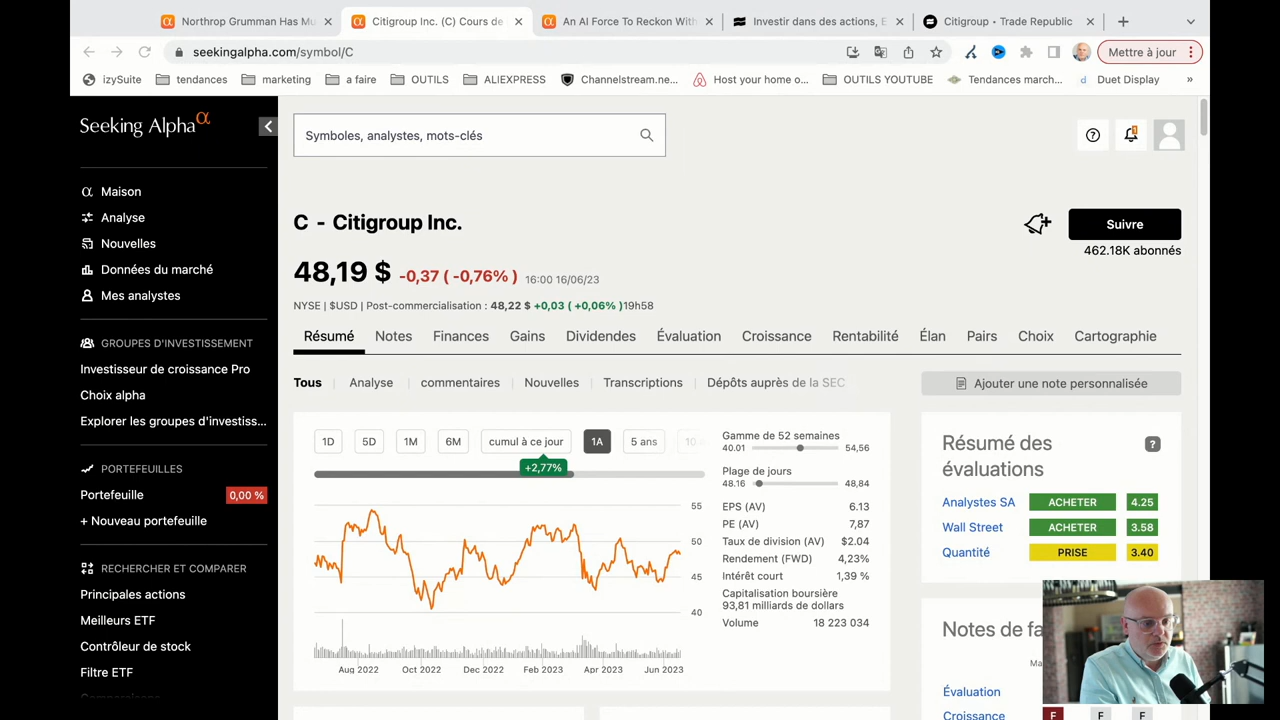 Northrop Grumman Has Mu
Citigroup Inc. (C) Cours de
An AI Force To Reckon With
Investir dans des actions, E
Citigroup • Trade Republic
seekingalpha.com/symbol/C
Mettre à jour
izySuite
tendances
marketing
a faire
OUTILS
ALIEXPRESS
Channelstream.ne...
Host your home o...
OUTILS YOUTUBE
Tendances march...
Duet Display
»
Seeking Alpha α
Symboles, analystes, mots-clés
Maison
Analyse
Nouvelles
Données du marché
Mes analystes
GROUPES D'INVESTISSEMENT
Investisseur de croissance Pro
Choix alpha
Explorer les groupes d'investiss...
PORTEFEUILLES
Portefeuille 0,00 %
+ Nouveau portefeuille
RECHERCHER ET COMPARER
Principales actions
Meilleurs ETF
Contrôleur de stock
Filtre ETF
C - Citigroup Inc.
Suivre
462.18K abonnés
48,19 $ -0,37 ( -0,76% ) 16:00 16/06/23
NYSE | $USD | Post-commercialisation : 48,22 $ +0,03 ( +0,06% )19h58
Résumé Notes Finances Gains Dividendes Évaluation Croissance Rentabilité Élan Pairs Choix Cartographie
Tous Analyse commentaires Nouvelles Transcriptions Dépôts auprès de la SEC
Ajouter une note personnalisée
1D 5D 1M 6M cumul à ce jour 1A 5 ans 10
+2,77%
55
50
45
40
Aug 2022 Oct 2022 Dec 2022 Feb 2023 Apr 2023 Jun 2023
Gamme de 52 semaines
40.01 54,56
Plage de jours
48.16 48,84
EPS (AV) 6.13
PE (AV) 7,87
Taux de division (AV) $2.04
Rendement (FWD) 4,23%
Intérêt court 1,39 %
Capitalisation boursière
93,81 milliards de dollars
Volume 18 223 034
Résumé des
évaluations
?
Analystes SA ACHETER 4.25
Wall Street ACHETER 3.58
Quantité PRISE 3.40
Notes de fa
Ma
Évaluation
Croissance F F F